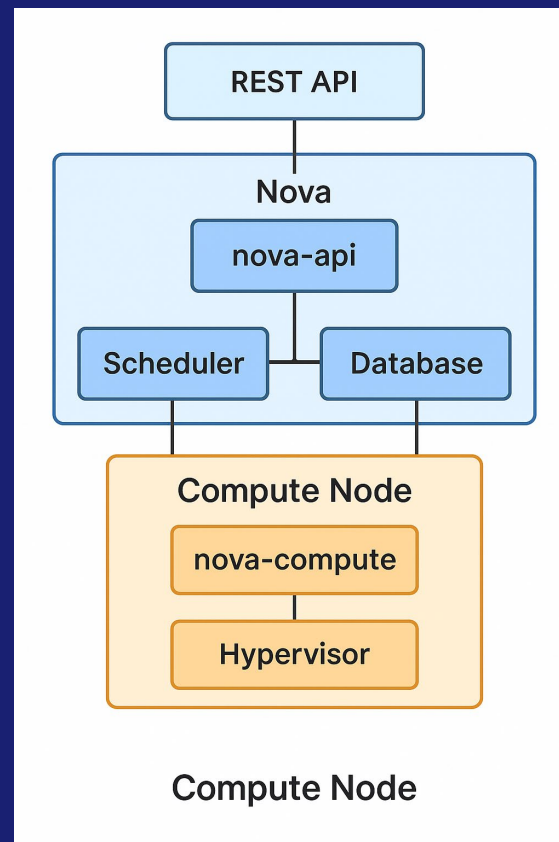 REST API
Nova
nova-api
Scheduler
Database
Compute Node
nova-compute
Hypervisor
Compute Node